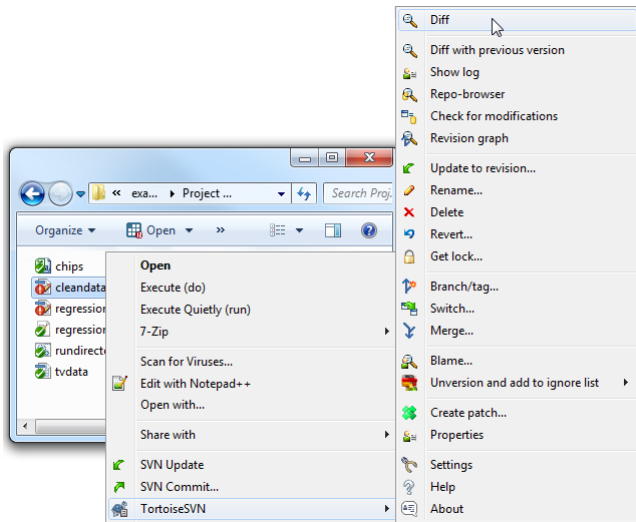 Diff
Diff with previous version
Show log
Repo-browser
Check for modifications
Revision graph
Update to revision...
Rename...
Delete
Revert...
Get lock...
Branch/tag...
Switch...
Merge...
Blame...
Unversion and add to ignore list
Create patch...
Properties
Settings
Help
About
« exa... Project ... Search Proj
Organize Open »
chips
cleandata
regression
regression
rundirect
tvdata
Open
Execute (do)
Execute Quietly (run)
7-Zip
Scan for Viruses...
Edit with Notepad++
Open with...
Share with
SVN Update
SVN Commit...
TortoiseSVN